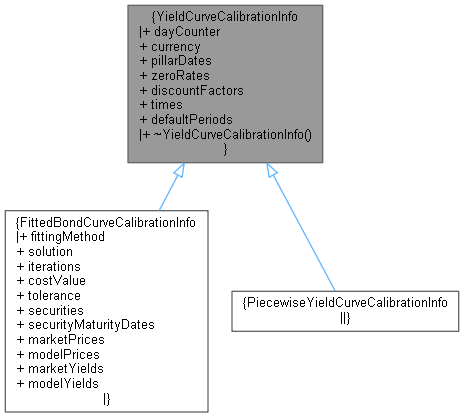 {YieldCurveCalibrationInfo
|+ dayCounter
+ currency
+ pillarDates
+ zeroRates
+ discountFactors
+ times
+ defaultPeriods
|+ ~YieldCurveCalibrationInfo()
}
{FittedBondCurveCalibrationInfo
|+ fittingMethod
+ solution
+ iterations
+ costValue
+ tolerance
+ securities
+ securityMaturityDates
+ marketPrices
+ modelPrices
+ marketYields
+ modelYields
|}
{PiecewiseYieldCurveCalibrationInfo
||}